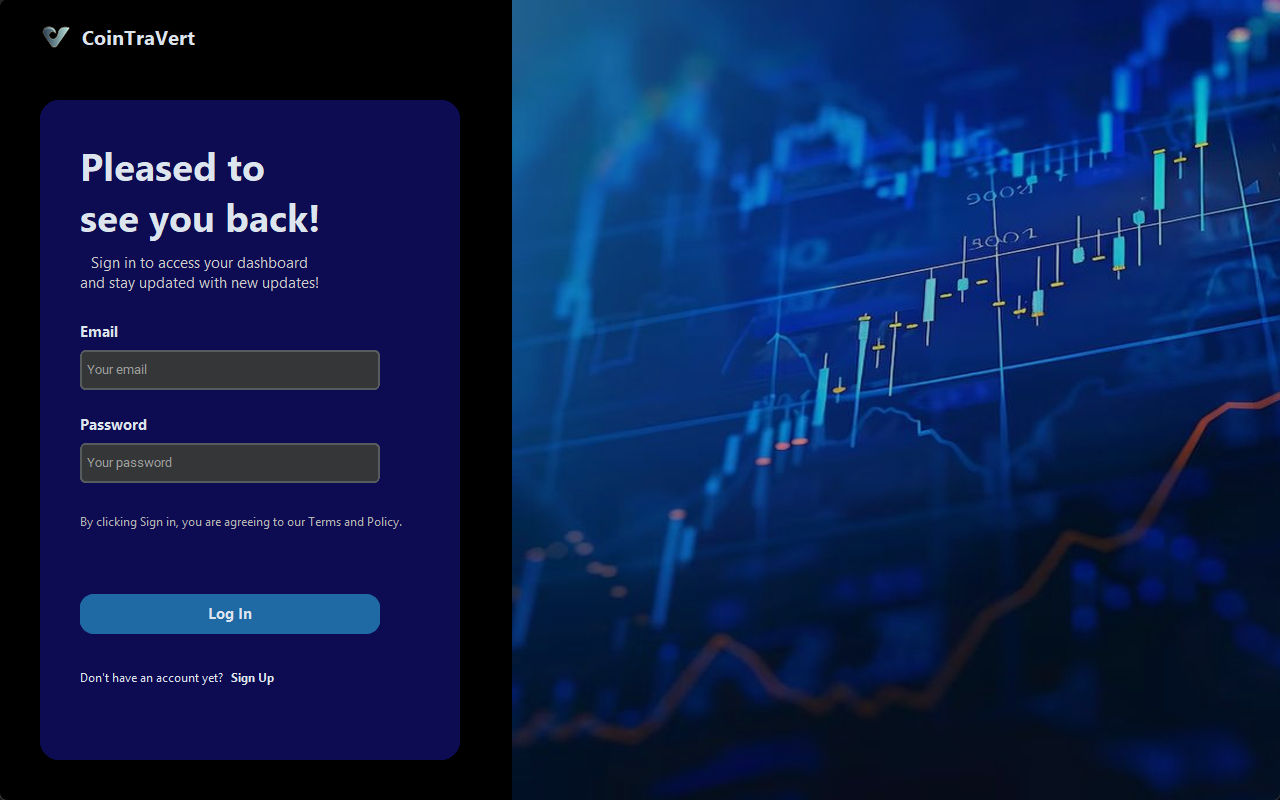 CoinTraVert
Pleased to
see you back!
Sign in to access your dashboard
and stay updated with new updates!
Email
Your email
Password
Your password
By clicking Sign in, you are agreeing to our Terms and Policy.
Log In
Don't have an account yet? Sign Up